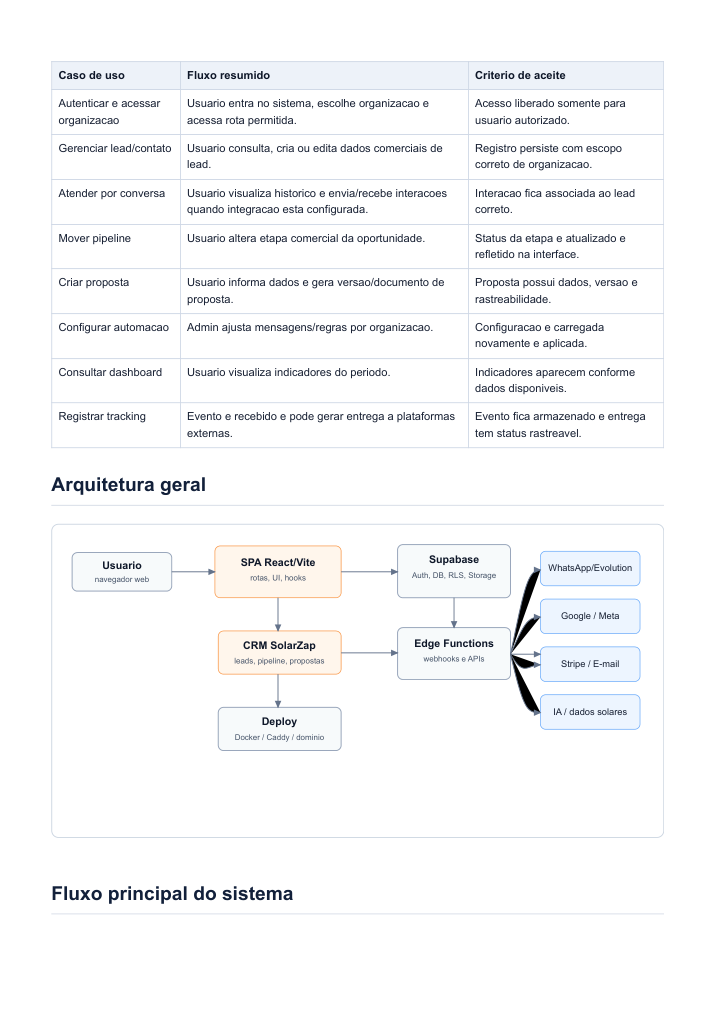 Caso de uso
Fluxo resumido
Criterio de aceite
Autenticar e acessar
organizacao
Usuario entra no sistema, escolhe organizacao e
acessa rota permitida.
Acesso liberado somente para
usuario autorizado.
Gerenciar lead/contato
Usuario consulta, cria ou edita dados comerciais de
lead.
Registro persiste com escopo
correto de organizacao.
Atender por conversa
Usuario visualiza historico e envia/recebe interacoes
quando integracao esta configurada.
Interacao fica associada ao lead
correto.
Mover pipeline
Usuario altera etapa comercial da oportunidade.
Status da etapa e atualizado e
refletido na interface.
Criar proposta
Usuario informa dados e gera versao/documento de
proposta.
Proposta possui dados, versao e
rastreabilidade.
Configurar automacao
Admin ajusta mensagens/regras por organizacao.
Configuracao e carregada
novamente e aplicada.
Consultar dashboard
Usuario visualiza indicadores do periodo.
Indicadores aparecem conforme
dados disponiveis.
Registrar tracking
Evento e recebido e pode gerar entrega a plataformas
externas.
Evento fica armazenado e entrega
tem status rastreavel.
Arquitetura geral
Usuario
navegador web
SPA React/Vite
rotas, UI, hooks
Supabase
Auth, DB, RLS, Storage
WhatsApp/Evolution
Google / Meta
CRM SolarZap
leads, pipeline, propostas
Edge Functions
webhooks e APIs
Stripe / E-mail
IA / dados solares
Deploy
Docker / Caddy / dominio
Fluxo principal do sistema